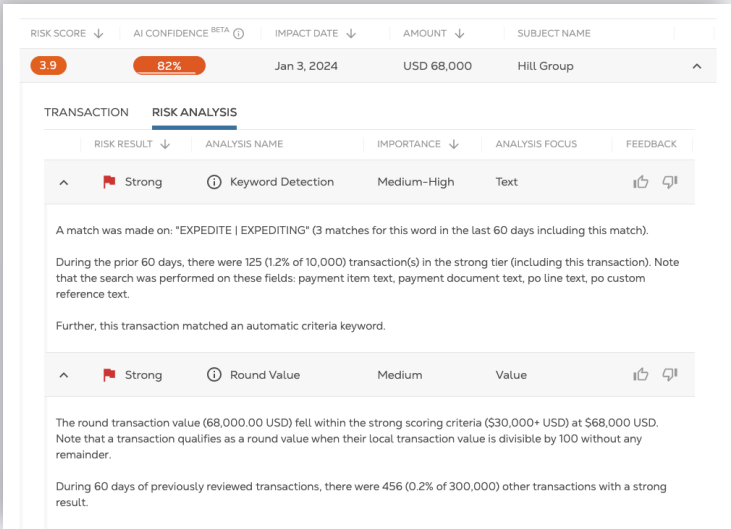 RISK SCORE AI CONFIDENCE BETA IMPACT DATE AMOUNT SUBJECT NAME
3.9 82% Jan 3, 2024 USD 68,000 Hill Group
TRANSACTION RISK ANALYSIS
RISK RESULT ANALYSIS NAME IMPORTANCE ANALYSIS FOCUS FEEDBACK
Strong Keyword Detection Medium-High Text
A match was made on: "EXPEDITE | EXPEDITING" (3 matches for this word in the last 60 days including this match).
During the prior 60 days, there were 125 (1.2% of 10,000) transaction(s) in the strong tier (including this transaction). Note
that the search was performed on these fields: payment item text, payment document text, po line text, po custom
reference text.
Further, this transaction matched an automatic criteria keyword.
Strong Round Value Medium Value
The round transaction value (68,000.00 USD) fell within the strong scoring criteria ($30,000+ USD) at $68,000 USD.
Note that a transaction qualifies as a round value when their local transaction value is divisible by 100 without any
remainder.
During 60 days of previously reviewed transactions, there were 456 (0.2% of 300,000) other transactions with a strong
result.